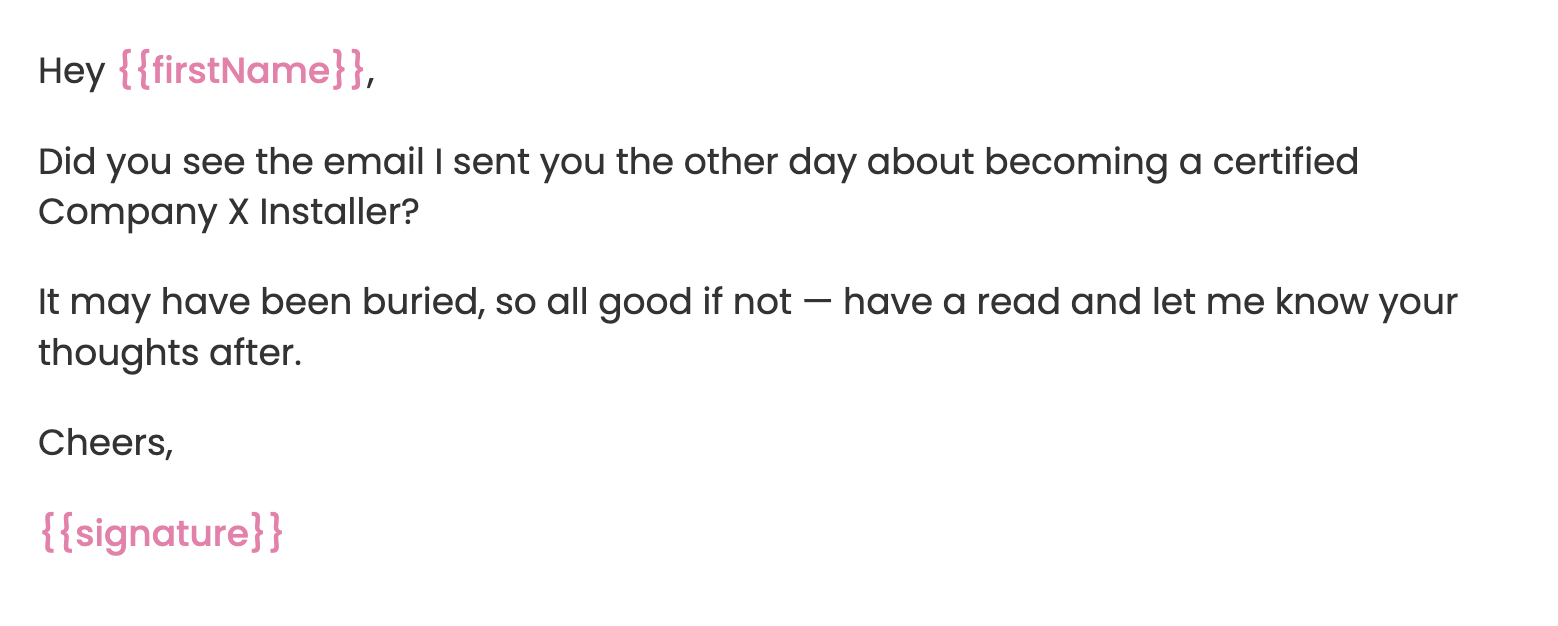 Hey {{firstName}},
Did you see the email I sent you the other day about becoming a certified
Company X Installer?
It may have been buried, so all good if not — have a read and let me know your
thoughts after.
Cheers,
{{signature}}